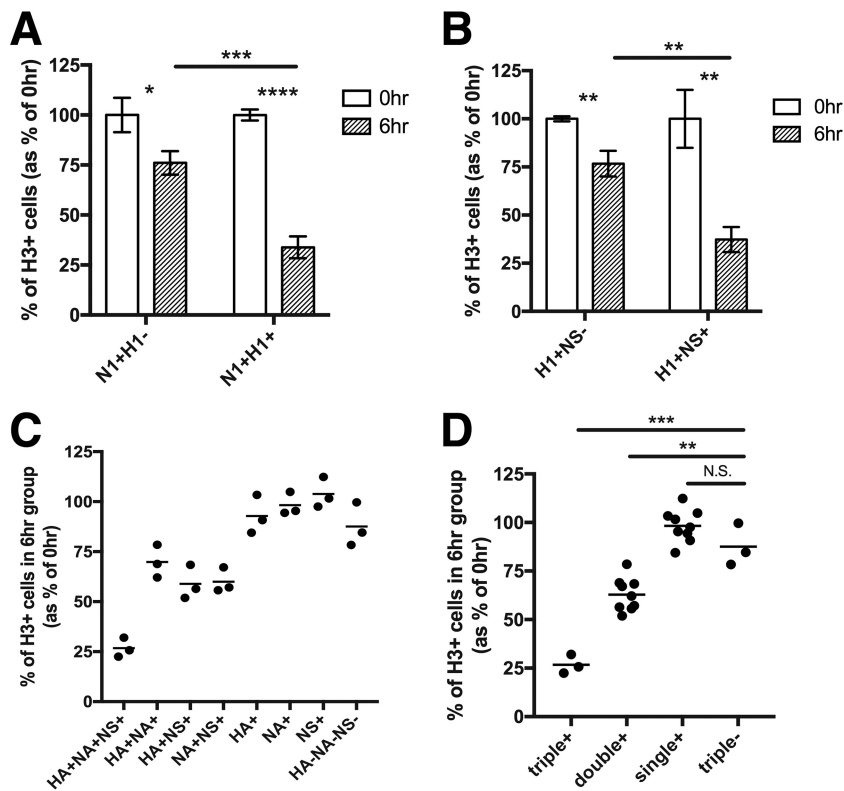 A
% of H3+ cells (as % of 0hr)
125
100
75
50
25
0
***
*
****
0hr
6hr
N1+H1-
N1+H1+
B
% of H3+ cells (as % of 0hr)
125
100
75
50
25
0
**
**
**
0hr
6hr
H1+NS-
H1+NS+
C
% of H3+ cells in 6hr group
(as % of 0hr)
125
100
75
50
25
0
HA+NA+NS+
HA+NA+
HA+NS+
NA+NS+
HA+
NA+
NS+
HA-NA-NS-
D
% of H3+ cells in 6hr group
(as % of 0hr)
125
100
75
50
25
0
***
**
N.S.
triple+
double+
single+
triple-